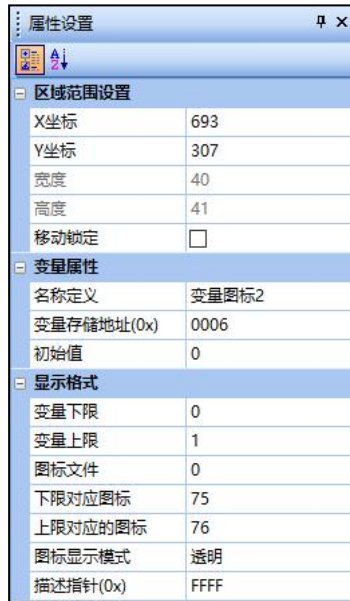 属性设置
区域范围设置
X坐标 693
Y坐标 307
宽度 40
高度 41
移动锁定
变量属性
名称定义 变量图标2
变量存储地址(0x) 0006
初始值 0
显示格式
变量下限 0
变量上限 1
图标文件 0
下限对应图标 75
上限对应的图标 76
图标显示模式 透明
描述指针(0x) FFFF